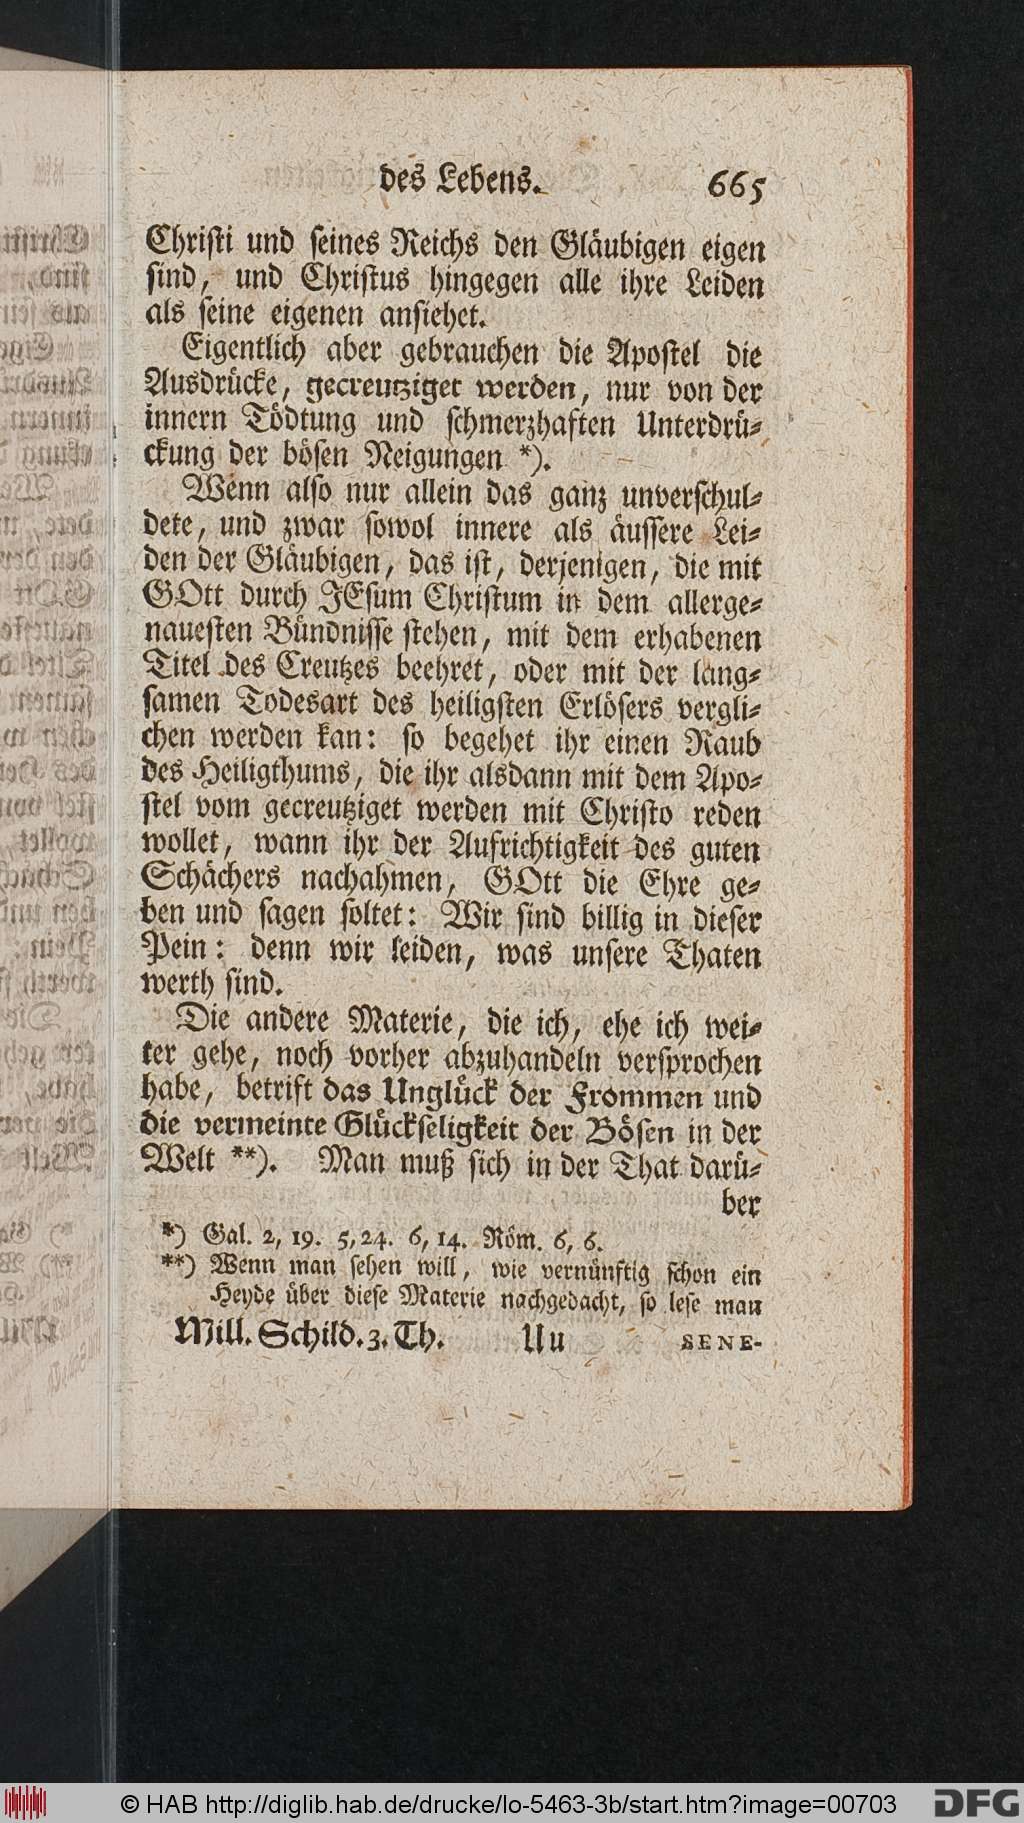 des Lebens. 665
Christi und seines Reichs den Gläubigen eigen
sind, und Christus hingegen alle ihre Leiden
als seine eigenen ansiehet.
Eigentlich aber gebrauchen die Apostel die
Ausdrücke, gecreutziget werden, nur von der
innern Tödtung und schmerzhaften Unterdrü-
ckung der bösen Neigungen *).
Wenn also nur allein das ganz unverschul-
dete, und zwar sowol innere als äussere Lei-
den der Gläubigen, das ist, derjenigen, die mit
GOtt durch JEsum Christum in dem allerge-
nauesten Bündnisse stehen, mit dem erhabenen
Titel des Creutzes beehret, oder mit der lang-
samen Todesart des heiligsten Erlösers vergli-
chen werden kan: so begehet ihr einen Raub
des Heiligthums, die ihr alsdann mit dem Apo-
stel vom gecreutziget werden mit Christo reden
wollet, wann ihr der Aufrichtigkeit des guten
Schächers nachahmen, GOtt die Ehre ge-
ben und sagen soltet: Wir sind billig in dieser
Pein: denn wir leiden, was unsere Thaten
werth sind.
Die andere Materie, die ich, ehe ich wei-
ter gehe, noch vorher abzuhandeln versprochen
habe, betrift das Unglück der Frommen und
die vermeinte Glückseligkeit der Bösen in der
Welt **). Man muß sich in der That darü-
ber
*) Gal. 2, 19. 5, 24. 6, 14. Röm. 6, 6.
**) Wenn man sehen will, wie vernünftig schon ein
Heyde über diese Materie nachgedacht, so lese man
Mill. Schild. 3. Th. Uu SENE-
© HAB http://diglib.hab.de/drucke/lo-5463-3b/start.htm?image=00703 DFG